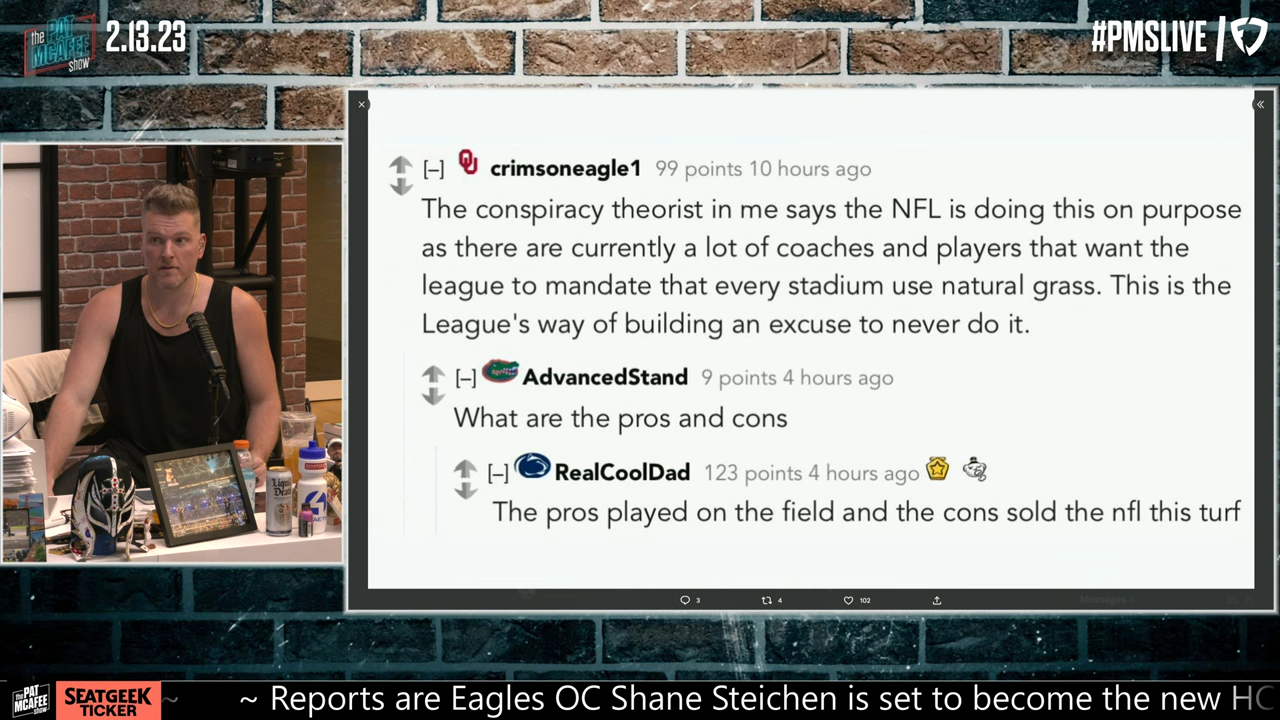 the PAT MCAFEE show
2.13.23
#PMSLIVE
crimsoneagle1 99 points 10 hours ago
The conspiracy theorist in me says the NFL is doing this on purpose
as there are currently a lot of coaches and players that want the
league to mandate that every stadium use natural grass. This is the
League's way of building an excuse to never do it.
AdvancedStand 9 points 4 hours ago
What are the pros and cons
RealCoolDad 123 points 4 hours ago
The pros played on the field and the cons sold the nfl this turf
3 4 102
Liquid Death
the PAT MCAFEE show
SEATGEEK
TICKER
~ ~ Reports are Eagles OC Shane Steichen is set to become the new HC